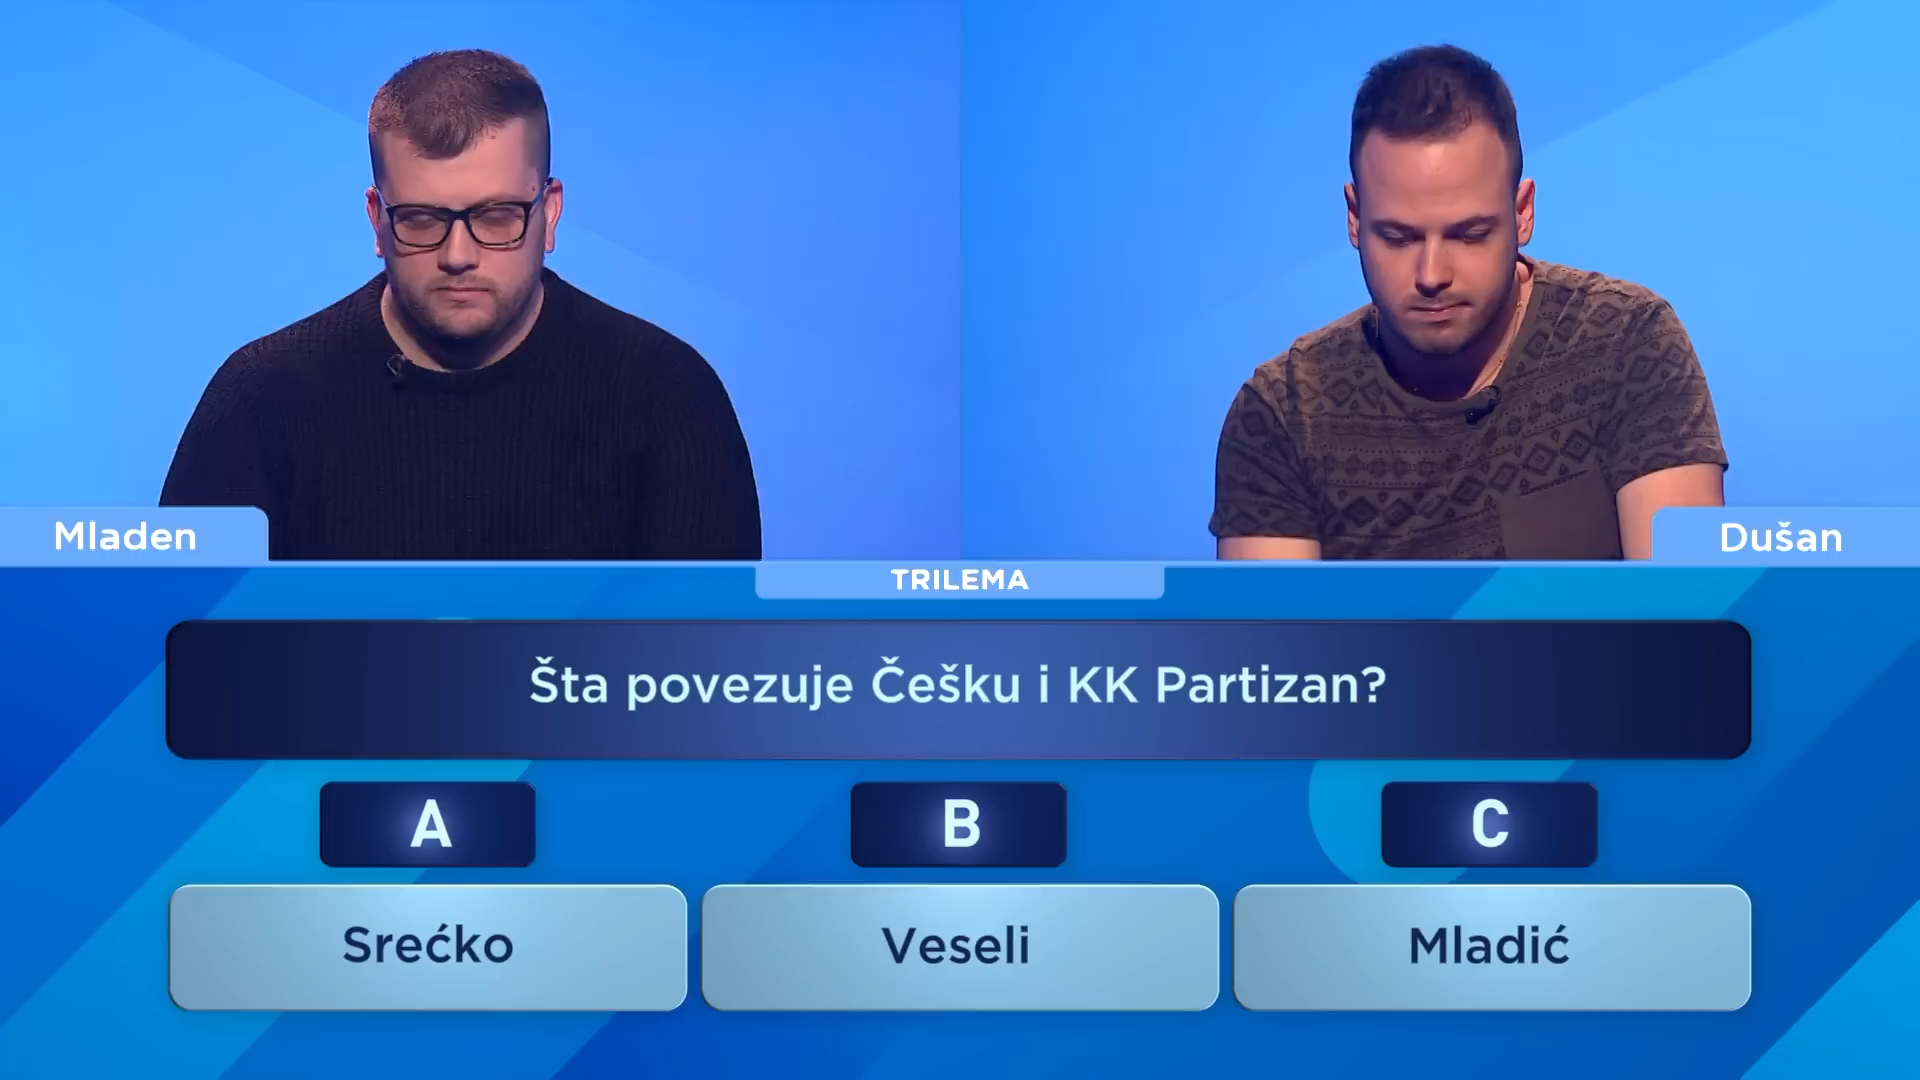 Mladen
Dušan
TRILEMA
Šta povezuje Češku i KK Partizan?
A
B
C
Srećko
Veseli
Mladić